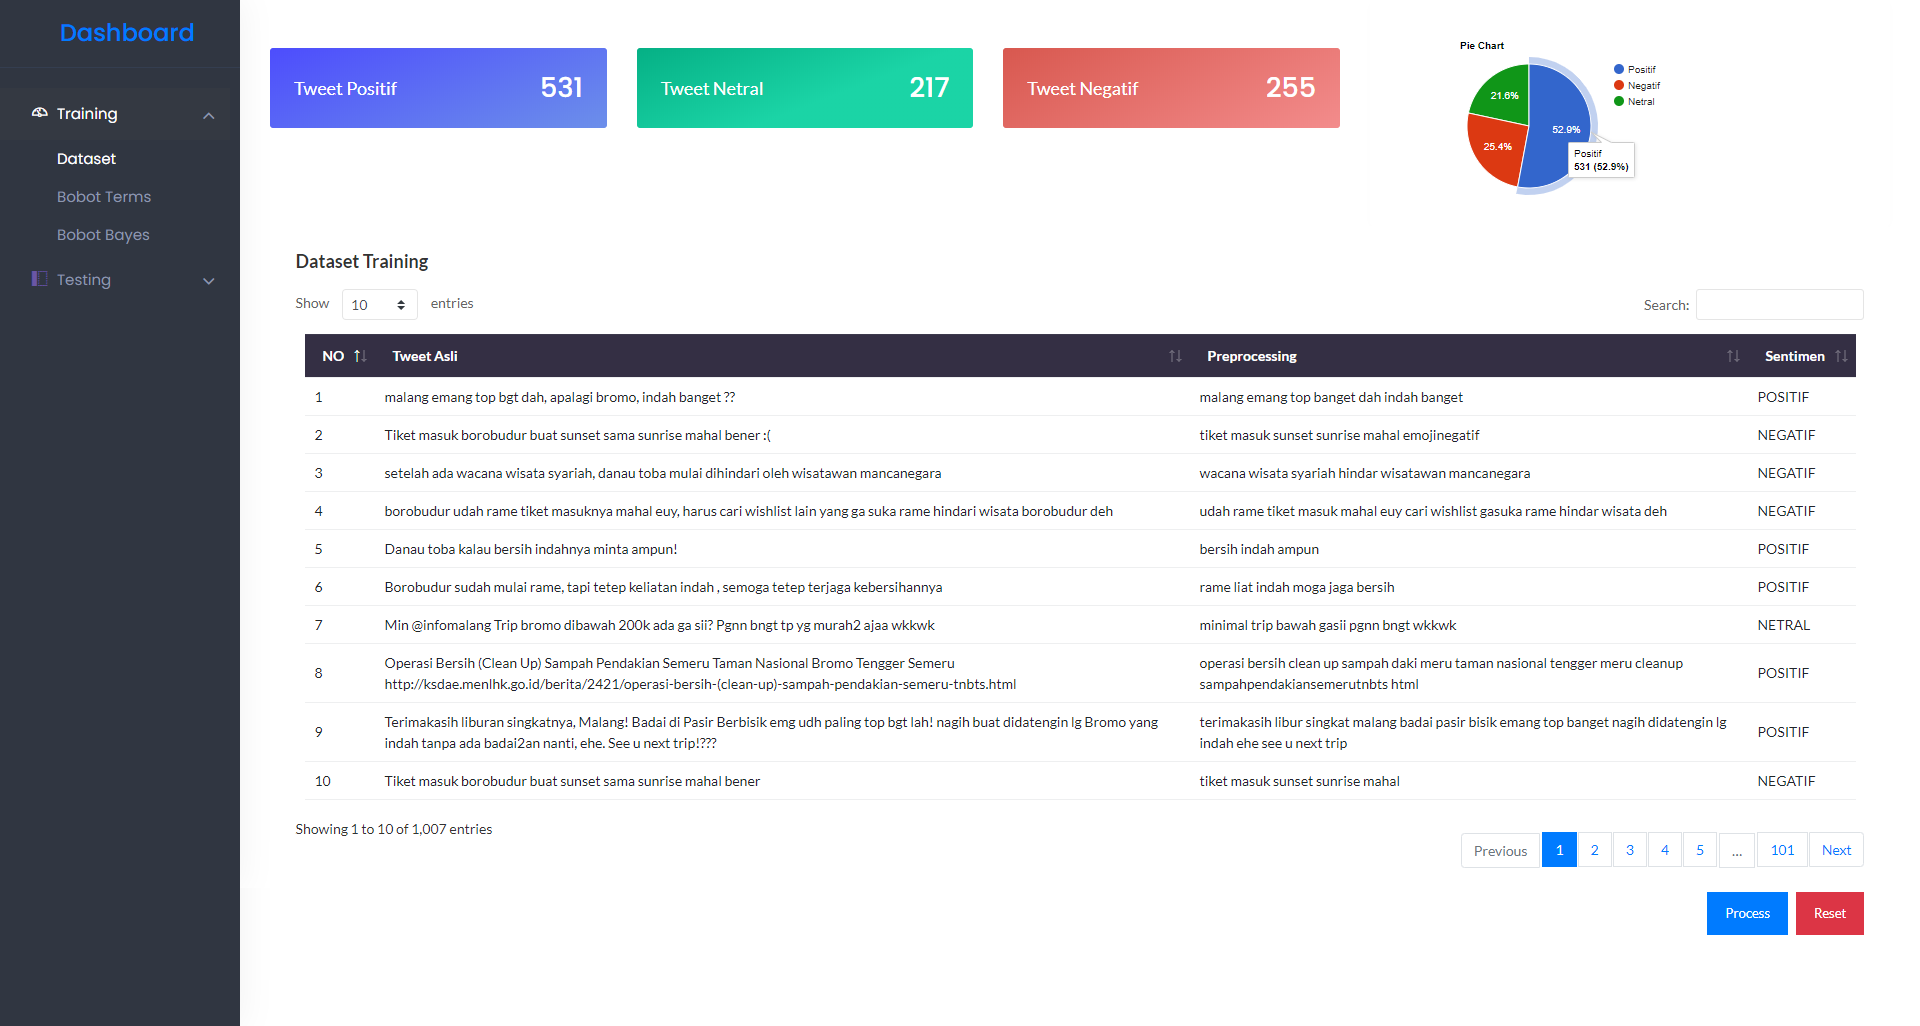 Dashboard
Training
Dataset
Bobot Terms
Bobot Bayes
Testing
Tweet Positif 531
Tweet Netral 217
Tweet Negatif 255
Pie Chart
21.6%
52.9%
25.4%
Positif
Negatif
Netral
Positif
531 (52.9%)
Dataset Training
Show 10 entries
Search:
NO Tweet Asli Preprocessing Sentimen
1 malang emang top bgt dah, apalagi bromo, indah banget ?? malang emang top banget dah indah banget POSITIF
2 Tiket masuk borobudur buat sunset sama sunrise mahal bener :( tiket masuk sunset sunrise mahal emojinegatif NEGATIF
3 setelah ada wacana wisata syariah, danau toba mulai dihindari oleh wisatawan mancanegara wacana wisata syariah hindar wisatawan mancanegara NEGATIF
4 borobudur udah rame tiket masuknya mahal euy, harus cari wishlist lain yang ga suka rame hindari wisata borobudur deh udah rame tiket masuk mahal euy cari wishlist gasuka rame hindar wisata deh NEGATIF
5 Danau toba kalau bersih indahnya minta ampun! bersih indah ampun POSITIF
6 Borobudur sudah mulai rame, tapi tetep keliatan indah , semoga tetep terjaga kebersihannya rame liat indah moga jaga bersih POSITIF
7 Min @infomalang Trip bromo dibawah 200k ada ga sii? Pgnn bngt tp yg murah2 ajaa wkkwk minimal trip bawah gasii pgnn bngt wkkwk NETRAL
8 Operasi Bersih (Clean Up) Sampah Pendakian Semeru Taman Nasional Bromo Tengger Semeru
http://ksdae.menlhk.go.id/berita/2421/operasi-bersih-(clean-up)-sampah-pendakian-semeru-tnbts.html
operasi bersih clean up sampah daki meru taman nasional tengger meru cleanup
sampahpendakiansemerutnbts html
POSITIF
9 Terimakasih liburan singkatnya, Malang! Badai di Pasir Berbisik emg udh paling top bgt lah! nagih buat didatengin lg Bromo yang
indah tanpa ada badai2an nanti, ehe. See u next trip!???
terimakasih libur singkat malang badai pasir bisik emang top banget nagih didatengin lg
indah ehe see u next trip
POSITIF
10 Tiket masuk borobudur buat sunset sama sunrise mahal bener tiket masuk sunset sunrise mahal NEGATIF
Showing 1 to 10 of 1,007 entries
Previous 1 2 3 4 5 ... 101 Next
Process Reset